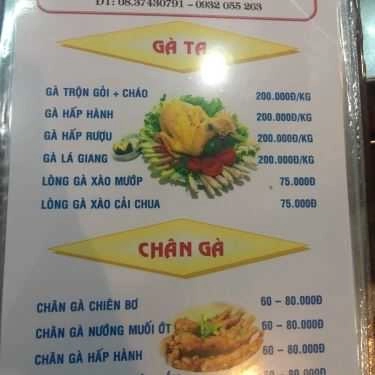 ĐT: 08.37430791 - 0932 055 263
GÀ TA
GÀ TRỘN GỎI + CHÁO 200.000Đ/KG
GÀ HẤP HÀNH 200.000Đ/KG
GÀ HẤP RƯỢU 200.000Đ/KG
GÀ LÁ GIANG 200.000Đ/KG
LÒNG GÀ XÀO MƯỚP 75.000Đ
LÒNG GÀ XÀO CẢI CHUA 75.000Đ
CHÂN GÀ
CHÂN GÀ CHIÊN BƠ 60 - 80.000Đ
CHÂN GÀ NƯỚNG MUỐI ỚT 60 - 80.000Đ
CHÂN GÀ HẤP HÀNH 60 - 80.000Đ